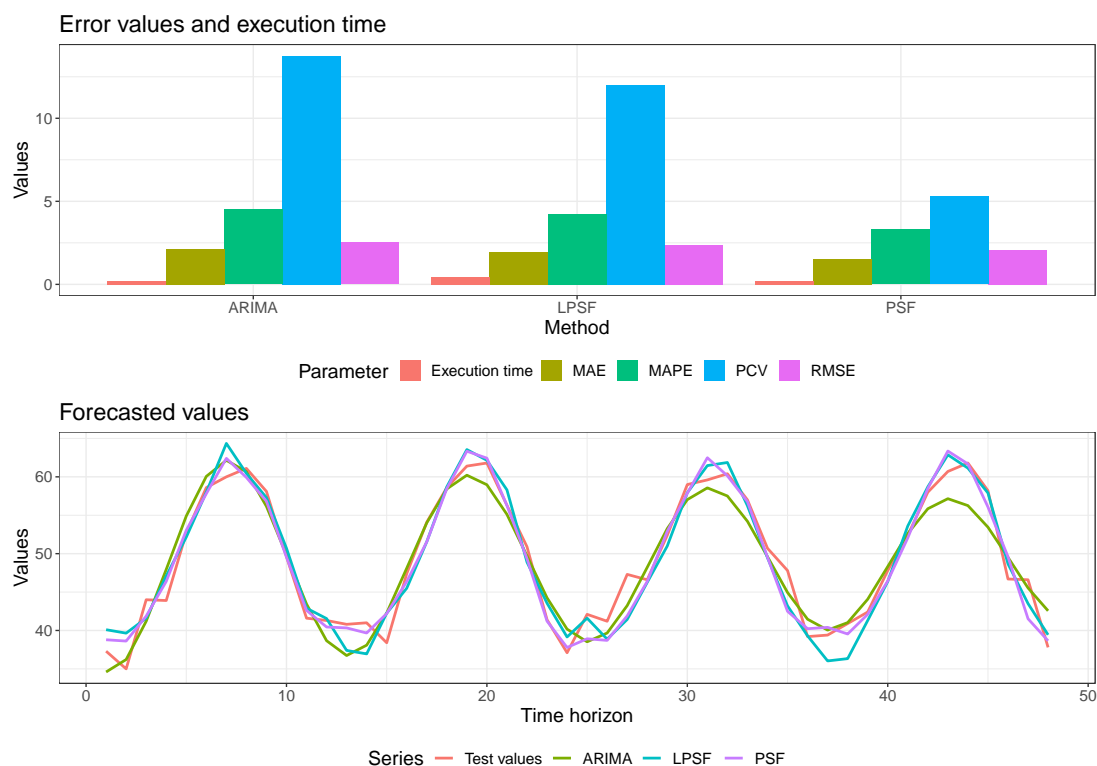 Error values and execution time
Values
10
5
0
ARIMA LPSF PSF
Method
Parameter Execution time MAE MAPE PCV RMSE
Forecasted values
Values
60
50
40
0 10 20 30 40 50
Time horizon
Series Test values ARIMA LPSF PSF